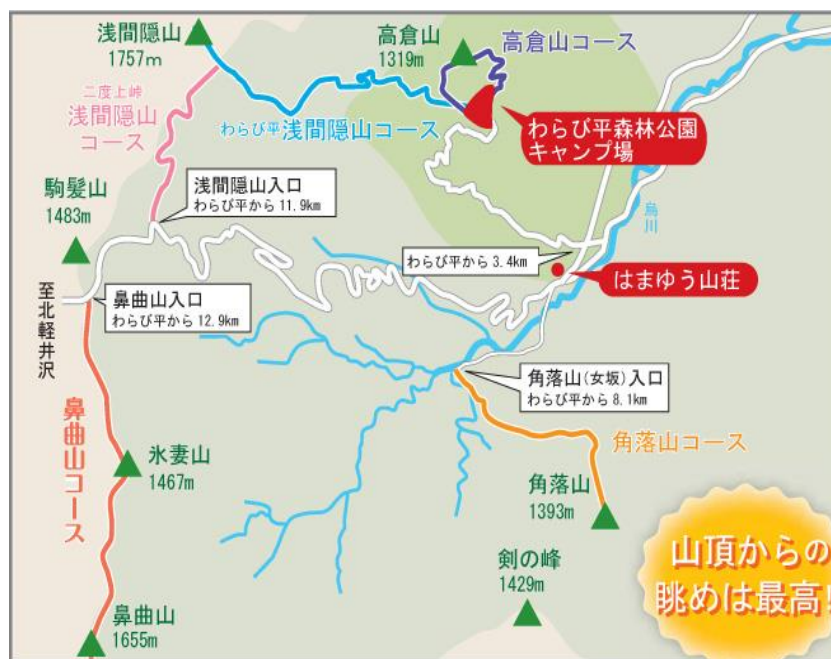 浅間隠山
1757m
高倉山
1319m
高倉山コース
二度上峠
浅間隠山
コース
わらび平浅間隠山コース
わらび平森林公園
キャンプ場
駒髪山
1483m
浅間隠山入口
わらび平から11.9km
烏川
わらび平から3.4km
はまゆう山荘
至北軽井沢
鼻曲山入口
わらび平から12.9km
角落山(女坂)入口
わらび平から8.1km
鼻曲山コース
氷妻山
1467m
角落山コース
角落山
1393m
剣の峰
1429m
鼻曲山
1655m
山頂からの
眺めは最高!